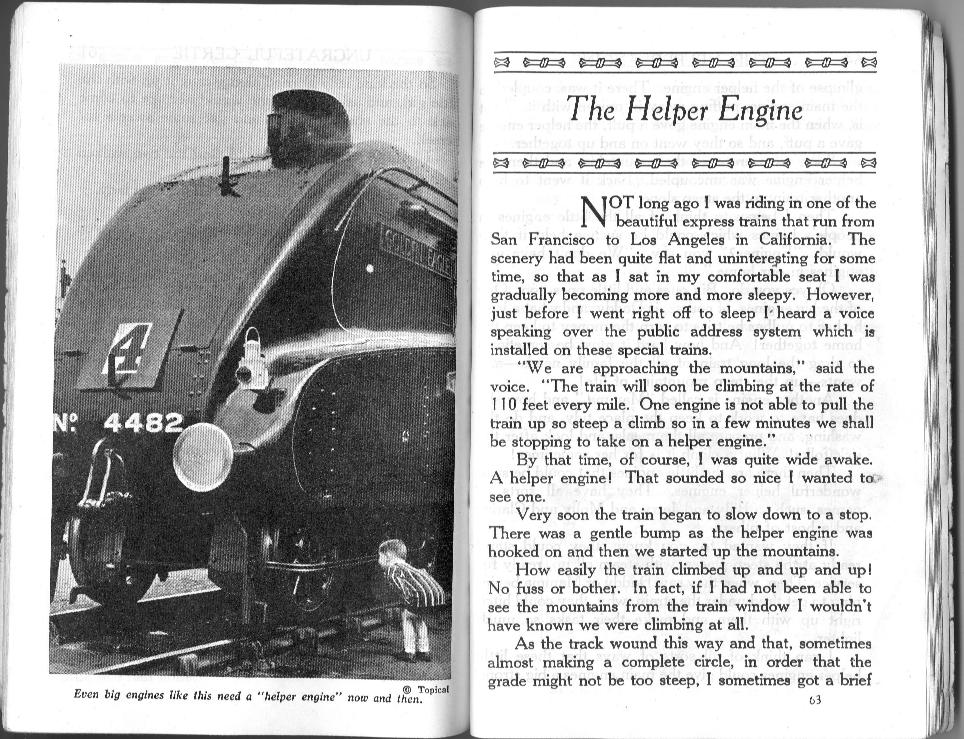 GOLDEN EAGLE
4
Nº 4482
© Topical
Even big engines like this need a "helper engine" now and then.
The Helper Engine
NOT long ago I was riding in one of the
beautiful express trains that run from
San Francisco to Los Angeles in California. The
scenery had been quite flat and uninteresting for some
time, so that as I sat in my comfortable seat I was
gradually becoming more and more sleepy. However,
just before I went right off to sleep I heard a voice
speaking over the public address system which is
installed on these special trains.
"We are approaching the mountains," said the
voice. "The train will soon be climbing at the rate of
110 feet every mile. One engine is not able to pull the
train up so steep a climb so in a few minutes we shall
be stopping to take on a helper engine."
By that time, of course, I was quite wide awake.
A helper engine! That sounded so nice I wanted to
see one.
Very soon the train began to slow down to a stop.
There was a gentle bump as the helper engine was
hooked on and then we started up the mountains.
How easily the train climbed up and up and up!
No fuss or bother. In fact, if I had not been able to
see the mountains from the train window I wouldn't
have known we were climbing at all.
As the track wound this way and that, sometimes
almost making a complete circle, in order that the
grade might not be too steep, I sometimes got a brief
63